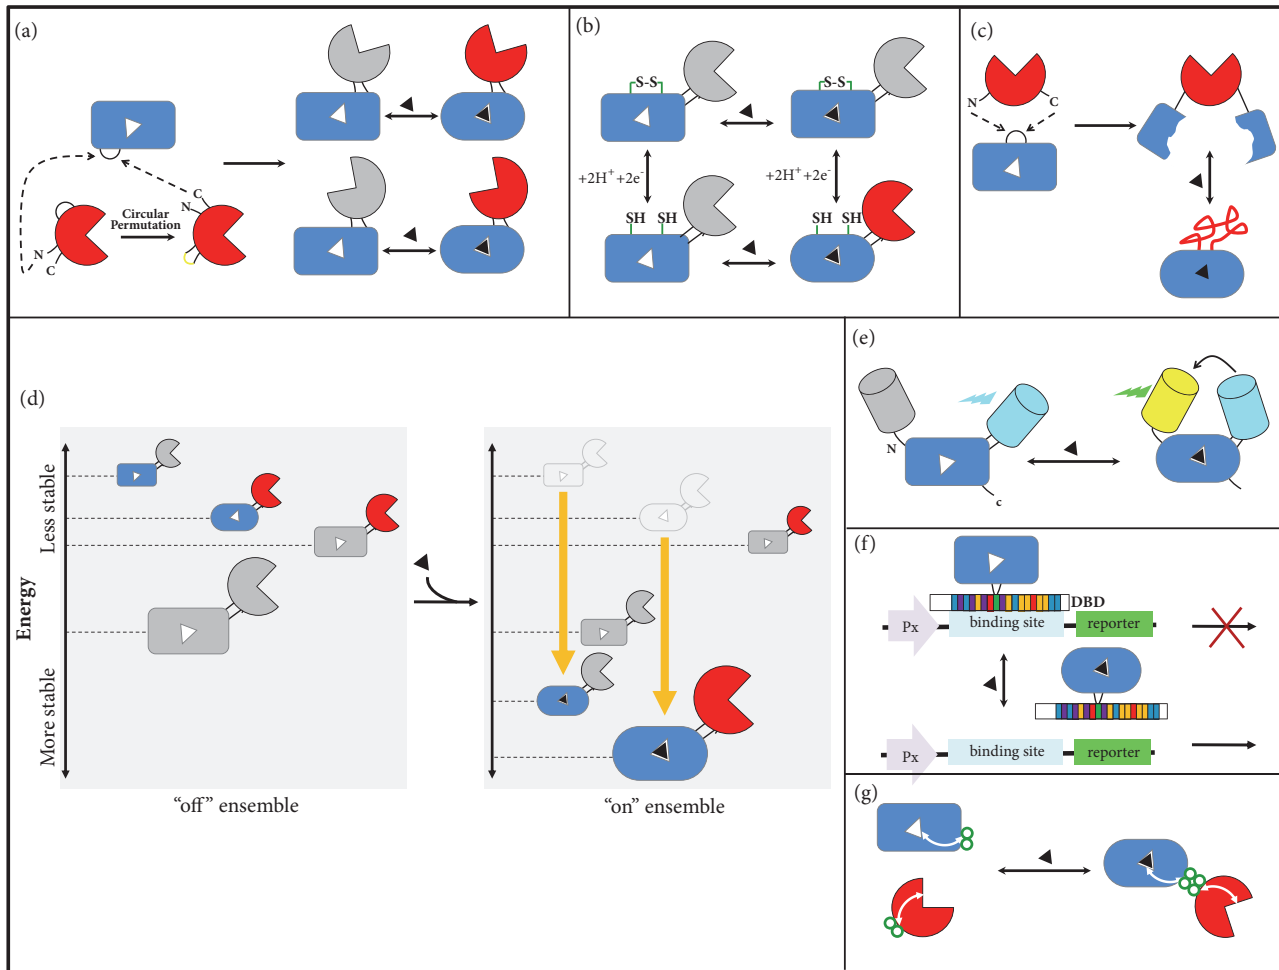 (a)
C
N
Circular
Permutation
N
C
(b)
S-S
S-S
+2H+ +2e-
+2H+ +2e-
SH
SH
SH
SH
(c)
N
C
(d)
Less stable
Energy
More stable
"off" ensemble
"on" ensemble
(e)
N
c
(f)
DBD
Px
binding site
reporter
Px
binding site
reporter
(g)